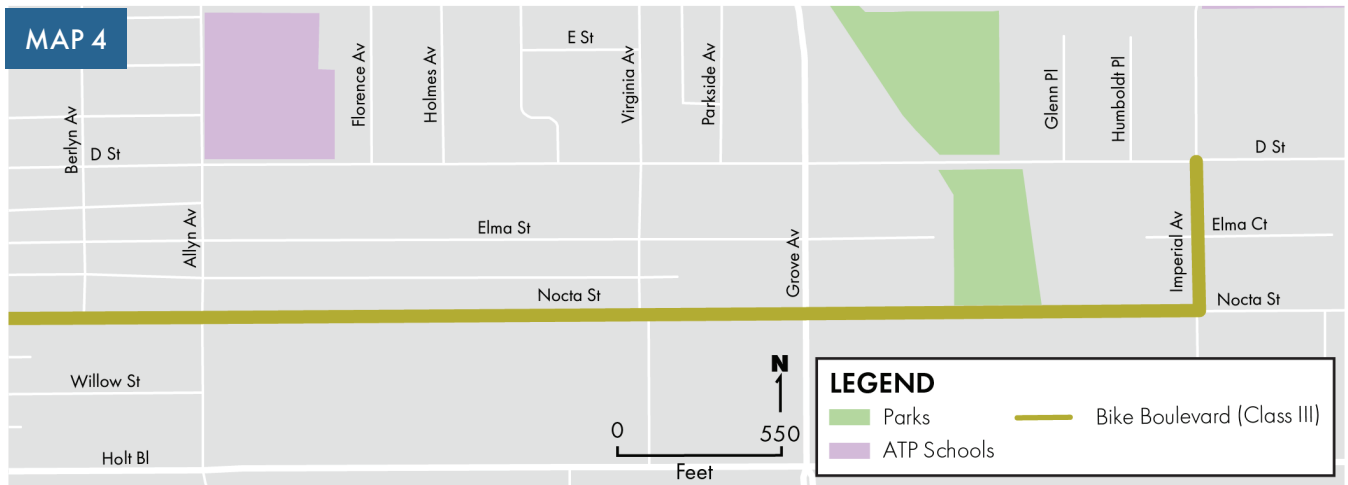 MAP 4
E St
Florence Av
Holmes Av
Virginia Av
Parkside Av
Glenn Pl
Humboldt Pl
Berlyn Av
D St
D St
Allyn Av
Elma St
Grove Av
Imperial Av
Elma Ct
Nocta St
Nocta St
Willow St
Holt Bl
N
0
550
Feet
LEGEND
Parks
Bike Boulevard (Class III)
ATP Schools